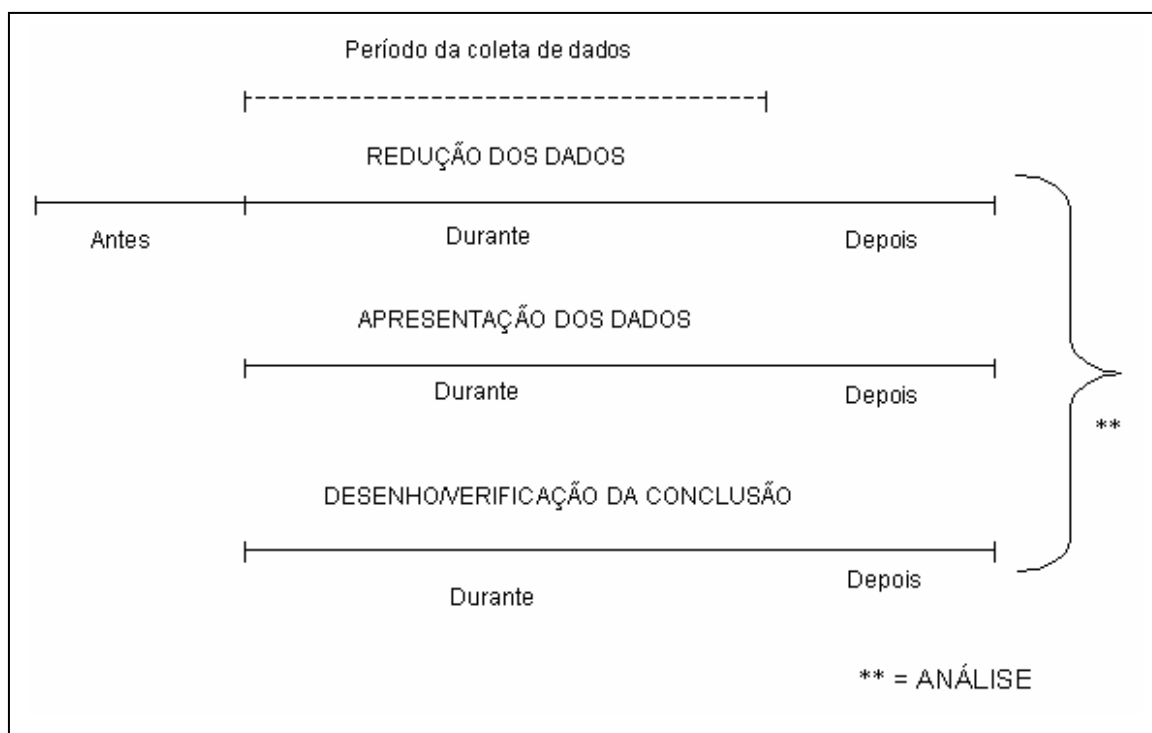 Período da coleta de dados
REDUÇÃO DOS DADOS
Antes Durante Depois
APRESENTAÇÃO DOS DADOS
Durante Depois
DESENHO/VERIFICAÇÃO DA CONCLUSÃO
Durante Depois
**
** = ANÁLISE